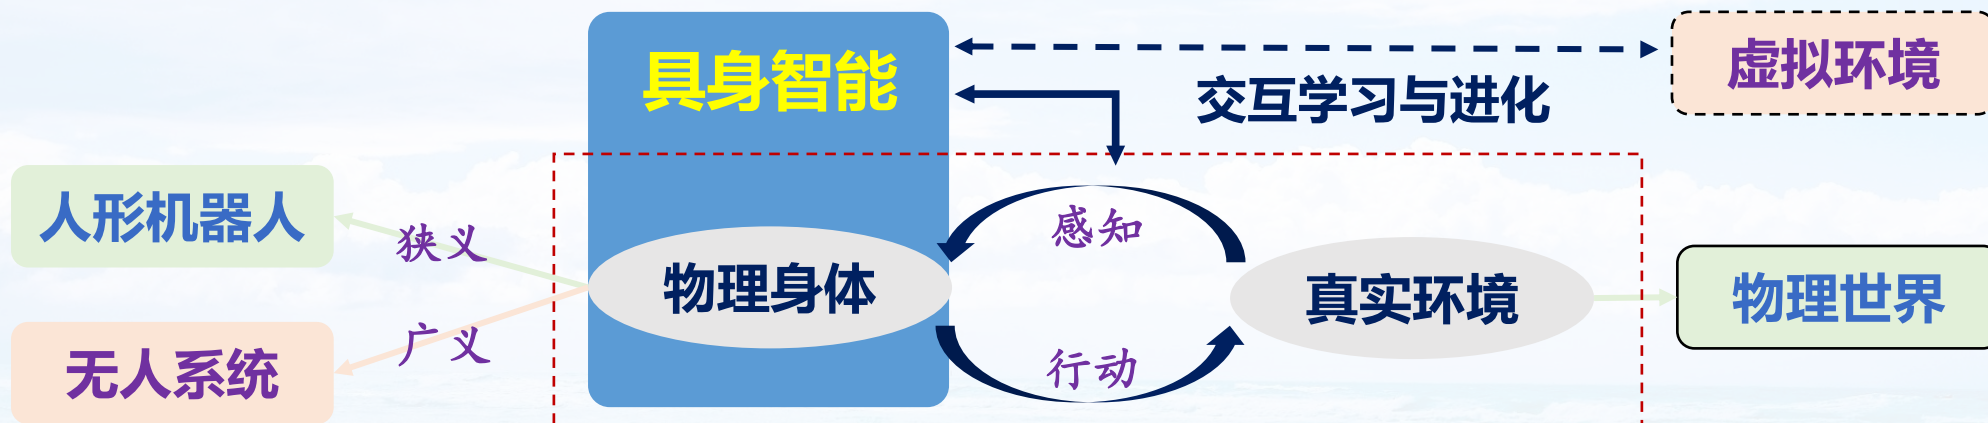 具身智能
虚拟环境
交互学习与进化
人形机器人
狭义
感知
物理身体
真实环境
物理世界
广义
行动
无人系统